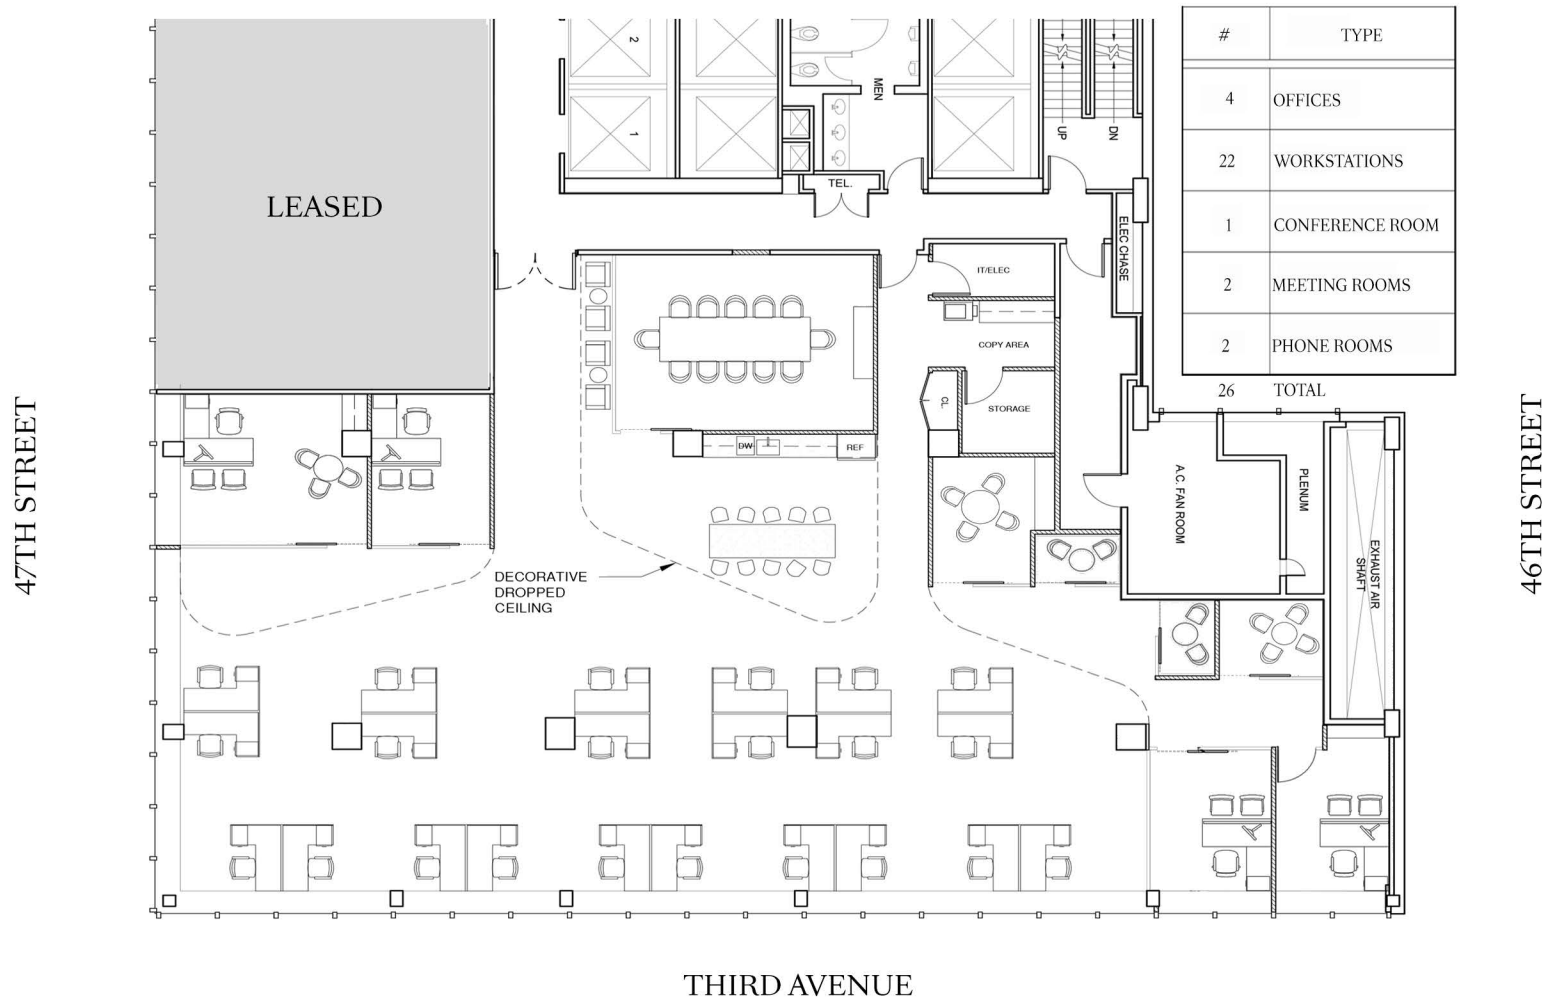 # TYPE
4 OFFICES
22 WORKSTATIONS
1 CONFERENCE ROOM
2 MEETING ROOMS
2 PHONE ROOMS
26 TOTAL
LEASED
2
1
MEN
UP
DN
TEL.
ELEC CHASE
IT/ELEC
COPY AREA
CL
STORAGE
DW
REF
A.C. FAN ROOM
PLENUM
EXHAUST AIR
SHAFT
DECORATIVE
DROPPED
CEILING
47TH STREET
46TH STREET
THIRD AVENUE